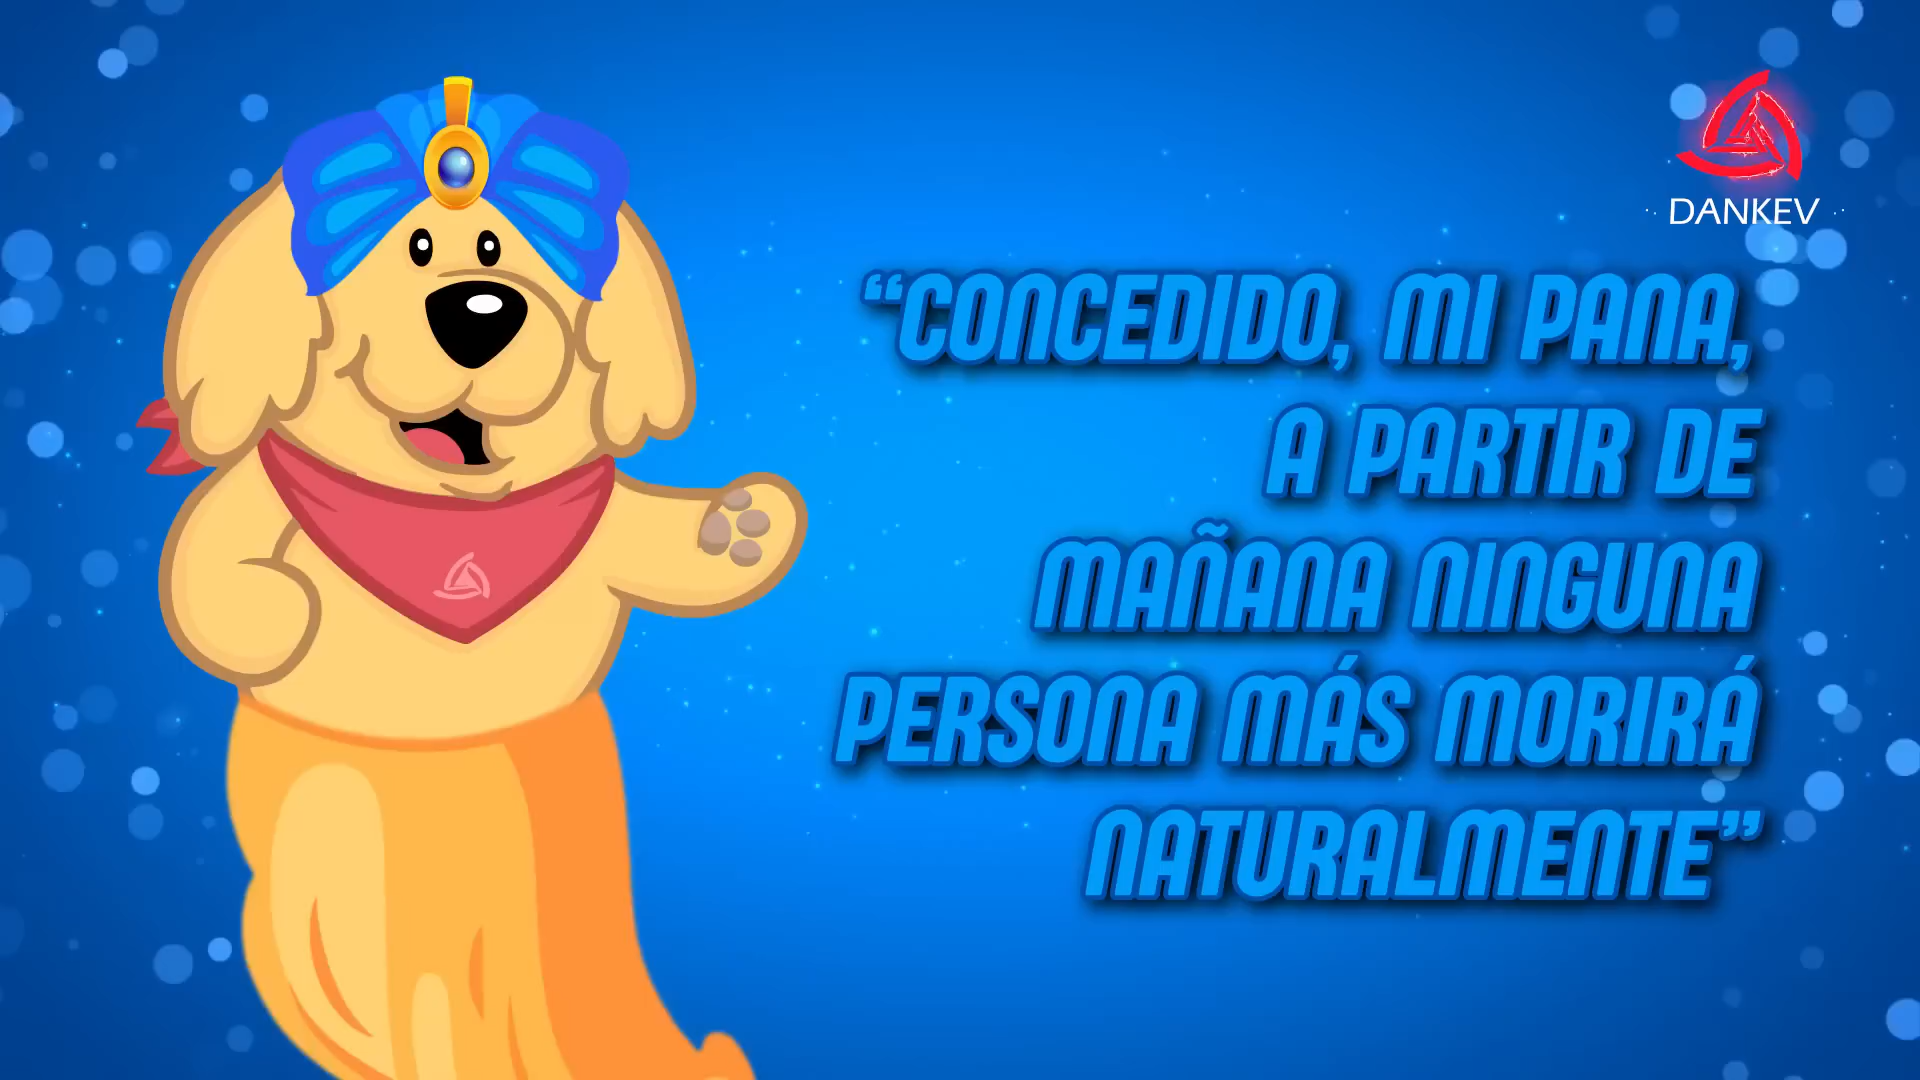 DANKEV
“CONCEDIDO, MI PANA,
A PARTIR DE
MAÑANA NINGUNA
PERSONA MÁS MORIRÁ
NATURALMENTE”